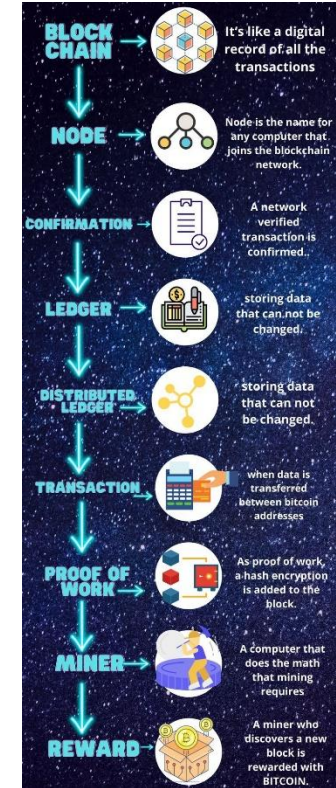 BLOCK
CHAIN
It's like a digital
record of all the
transactions
NODE
Node is the name for
any computer that
joins the blockchain
network.
CONFIRMATION
A network
verified
transaction is
confirmed.
LEDGER
storing data
that can not be
changed.
DISTRIBUTED
LEDGER
storing data
that can not
be changed.
TRANSACTION
when data is
transferred
between bitcoin
addresses
PROOF OF
WORK
As proof of work,
a hash encryption
is added to the
block.
MINER
A computer that
does the math
that mining
requires
REWARD
A miner who
discovers a new
block is
rewarded with
BITCOIN.